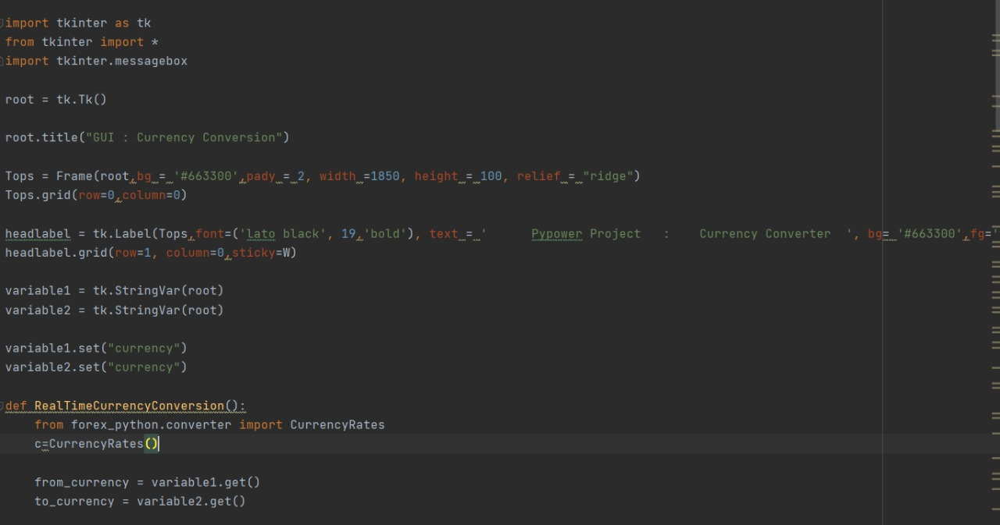 import tkinter as tk
from tkinter import *
import tkinter.messagebox
root = tk.Tk()
root.title("GUI : Currency Conversion")
Tops = Frame(root,bg = '#663300',pady = 2, width =1850, height = 100, relief = "ridge")
Tops.grid(row=0,column=0)
headlabel = tk.Label(Tops,font=('lato black', 19,'bold'), text = '      Pypower Project   :    Currency Converter  ', bg= '#663300',fg='
headlabel.grid(row=1, column=0,sticky=W)
variable1 = tk.StringVar(root)
variable2 = tk.StringVar(root)
variable1.set("currency")
variable2.set("currency")
def RealTimeCurrencyConversion():
    from forex_python.converter import CurrencyRates
    c=CurrencyRates()
    from_currency = variable1.get()
    to_currency = variable2.get()